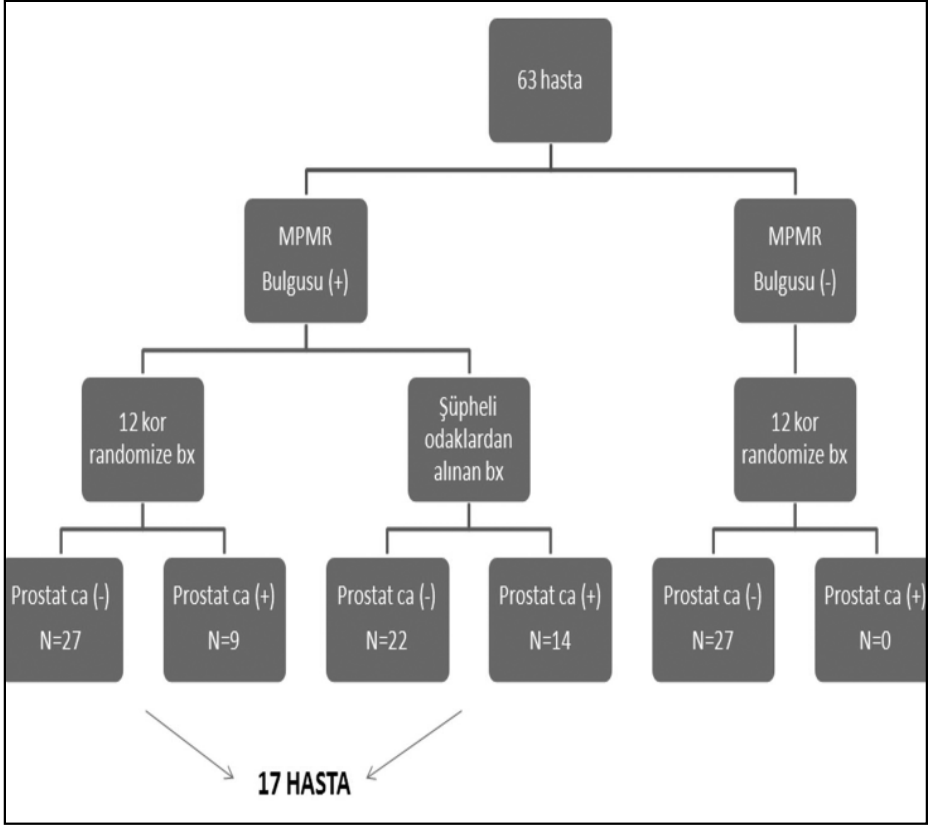 63 hasta
MPMR
Bulgusu (+)
MPMR
Bulgusu (-)
12 kor
randomize bx
Şüpheli
odaklardan
alınan bx
12 kor
randomize bx
Prostat ca (-)
N=27
Prostat ca (+)
N=9
Prostat ca (-)
N=22
Prostat ca (+)
N=14
Prostat ca (-)
N=27
Prostat ca (+)
N=0
17 HASTA